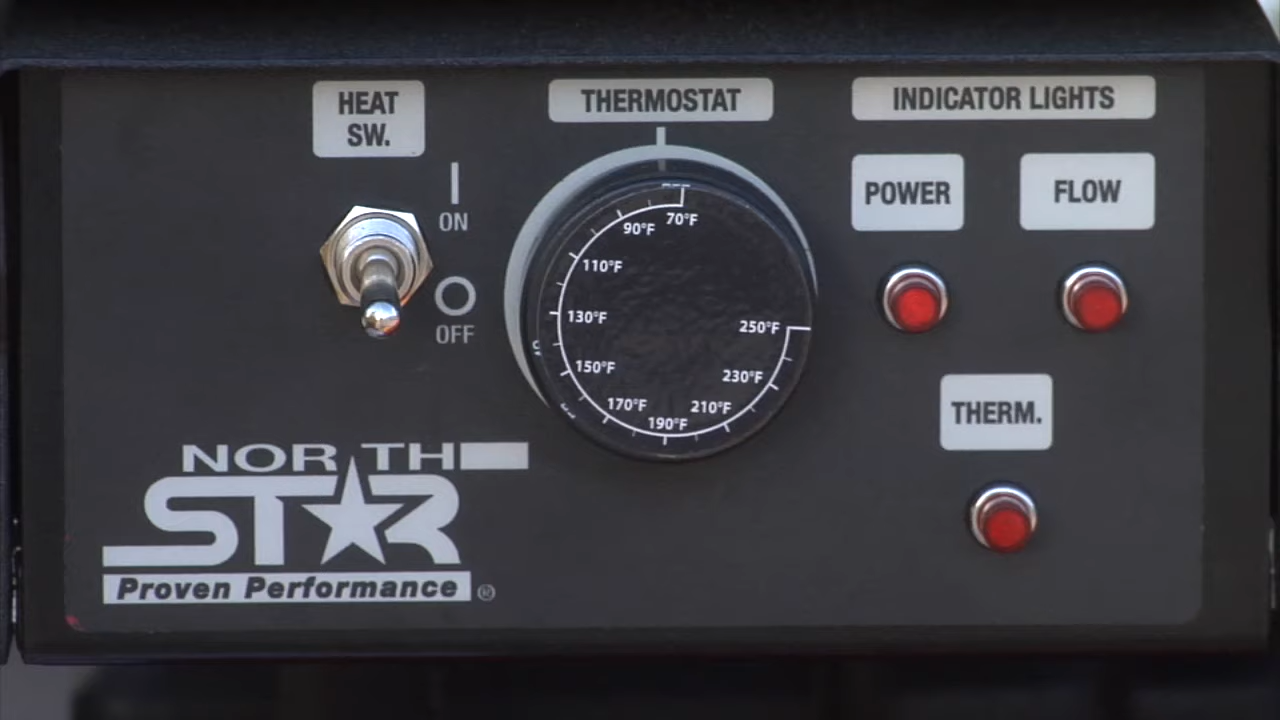 HEAT
SW.
ON
OFF
THERMOSTAT
70°F
90°F
110°F
130°F
150°F
170°F
190°F
210°F
230°F
250°F
INDICATOR LIGHTS
POWER
FLOW
THERM.
NORTH
STAR
Proven Performance ®